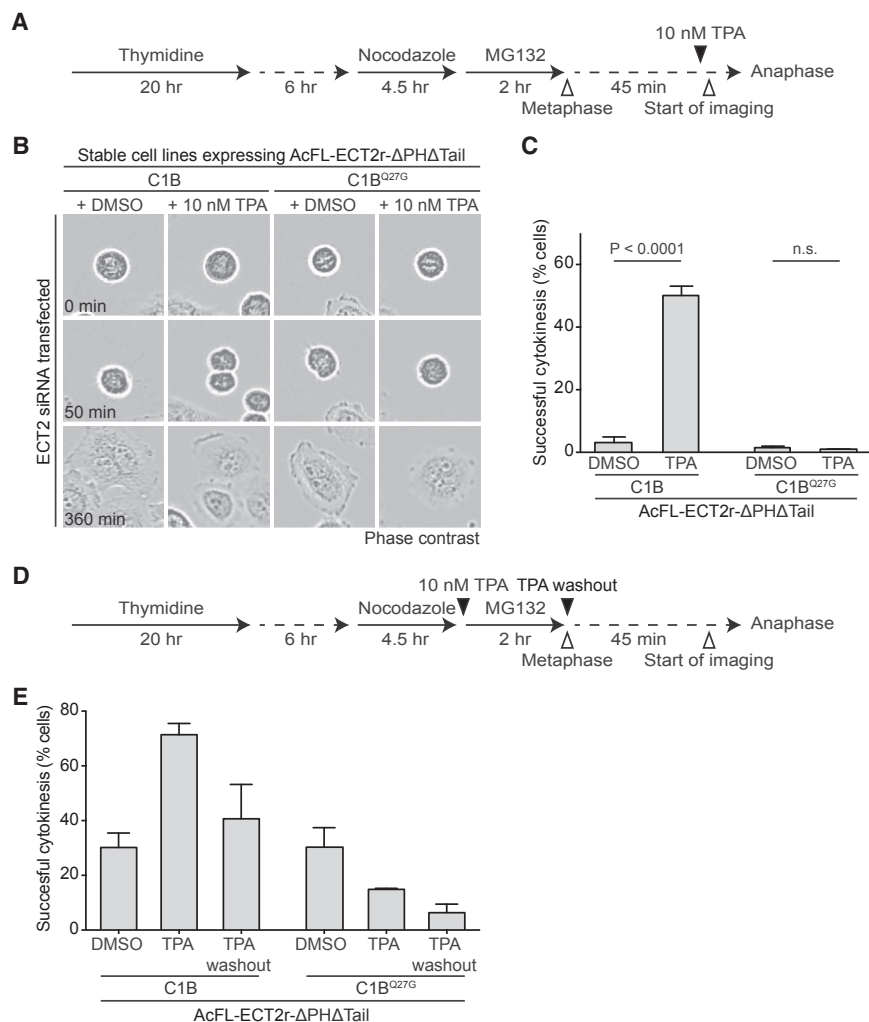 A
10 nM TPA
Thymidine
Nocodazole
MG132
Anaphase
20 hr
6 hr
4.5 hr
2 hr
45 min
Metaphase
Start of imaging
B
Stable cell lines expressing AcFL-ECT2r-ΔPHΔTail
C1B
C1B^Q27G
+ DMSO
+ 10 nM TPA
+ DMSO
+ 10 nM TPA
ECT2 siRNA transfected
0 min
50 min
360 min
Phase contrast
C
Successful cytokinesis (% cells)
60
40
20
0
P < 0.0001
n.s.
DMSO
TPA
DMSO
TPA
C1B
C1B^Q27G
AcFL-ECT2r-ΔPHΔTail
D
10 nM TPA
TPA washout
Thymidine
Nocodazole
MG132
Anaphase
20 hr
6 hr
4.5 hr
2 hr
45 min
Metaphase
Start of imaging
E
Succesful cytokinesis (% cells)
80
60
40
20
0
DMSO
TPA
TPA
washout
DMSO
TPA
TPA
washout
C1B
C1B^Q27G
AcFL-ECT2r-ΔPHΔTail